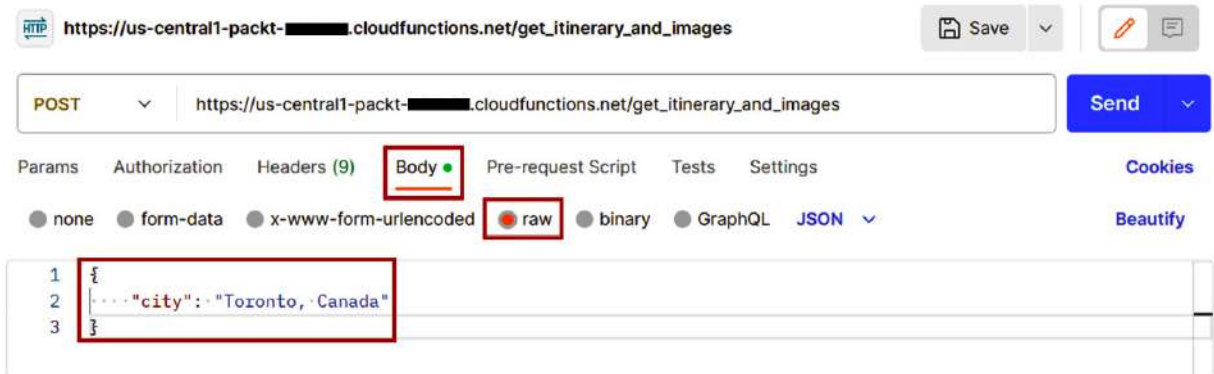 HTTP https://us-central1-packt-.cloudfunctions.net/get_itinerary_and_images Save
POST https://us-central1-packt-.cloudfunctions.net/get_itinerary_and_images Send
Params Authorization Headers (9) Body Pre-request Script Tests Settings Cookies
none form-data x-www-form-urlencoded raw binary GraphQL JSON Beautify
1 {
2 "city": "Toronto, Canada"
3 }